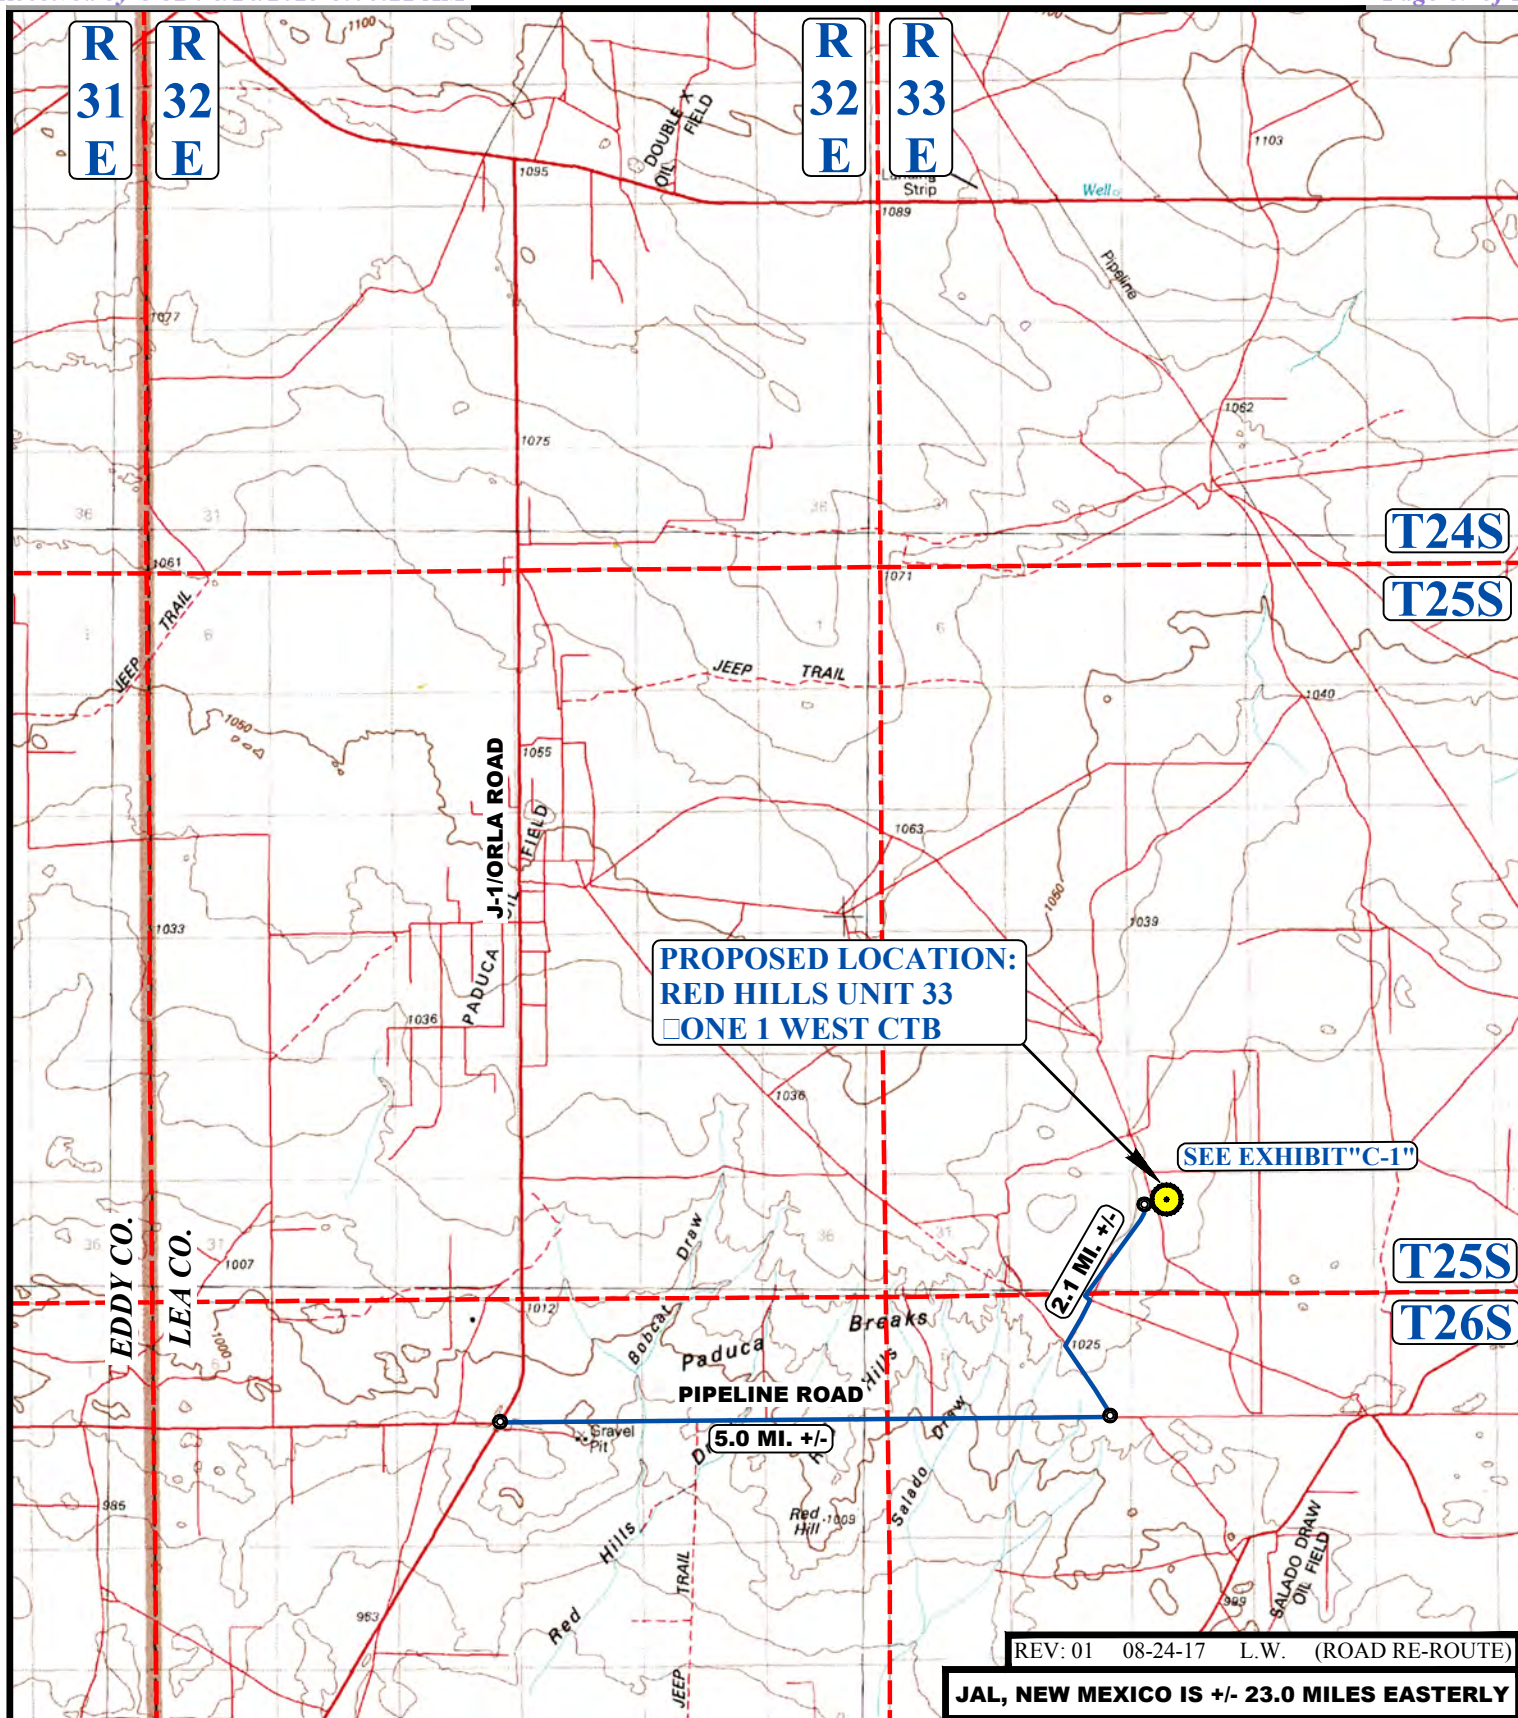 R
31
E
R
32
E
R
32
E
R
33
E
1100
1103
DOUBLE X
OIL FIELD
1095
Strip
Well
1089
Pipeline
1077
1062
1075
36
31
36
T24S
1061
1071
T25S
JEEP TRAIL
6
1
6
JEEP TRAIL
1040
1050
1055
J-1/ORLA ROAD
FIELD
1063
1050
1033
1039
PADUCA
1036
PROPOSED LOCATION:
RED HILLS UNIT 33
□ONE 1 WEST CTB
1036
SEE EXHIBIT"C-1"
2.1 MI. +/-
EDDY CO.
LEA CO.
36
31
1007
Draw
36
31
T25S
T26S
1012
Bobcat
Paduca
Breaks
1025
1000
6
Hills
PIPELINE ROAD
5.0 MI. +/-
Gravel
Pit
Draw
985
Red
Hill
1009
Salado
Hills
Red
TRAIL
JEEP
963
SALADO DRAW
OIL FIELD
999
REV: 01 08-24-17 L.W. (ROAD RE-ROUTE)
JAL, NEW MEXICO IS +/- 23.0 MILES EASTERLY